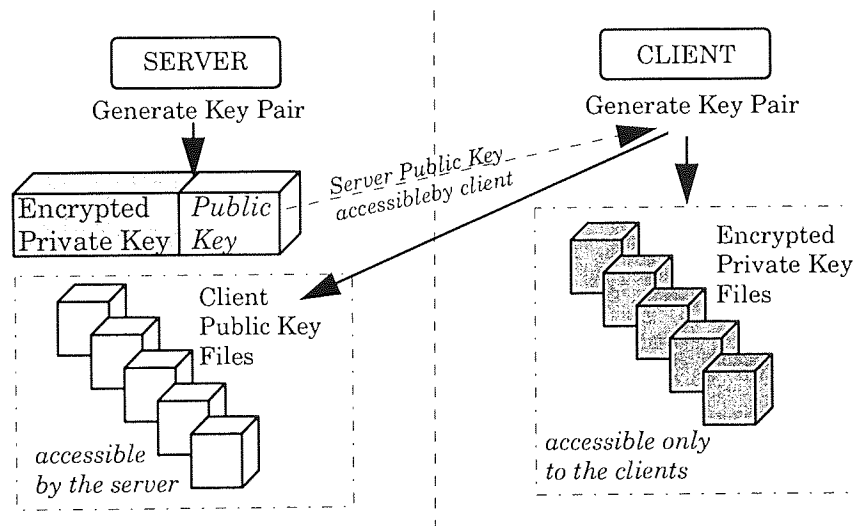 SERVER
Generate Key Pair
Encrypted
Private Key
Public
Key
Server Public Key
accessibleby client
CLIENT
Generate Key Pair
Client
Public Key
Files
accessible
by the server
Encrypted
Private Key
Files
accessible only
to the clients